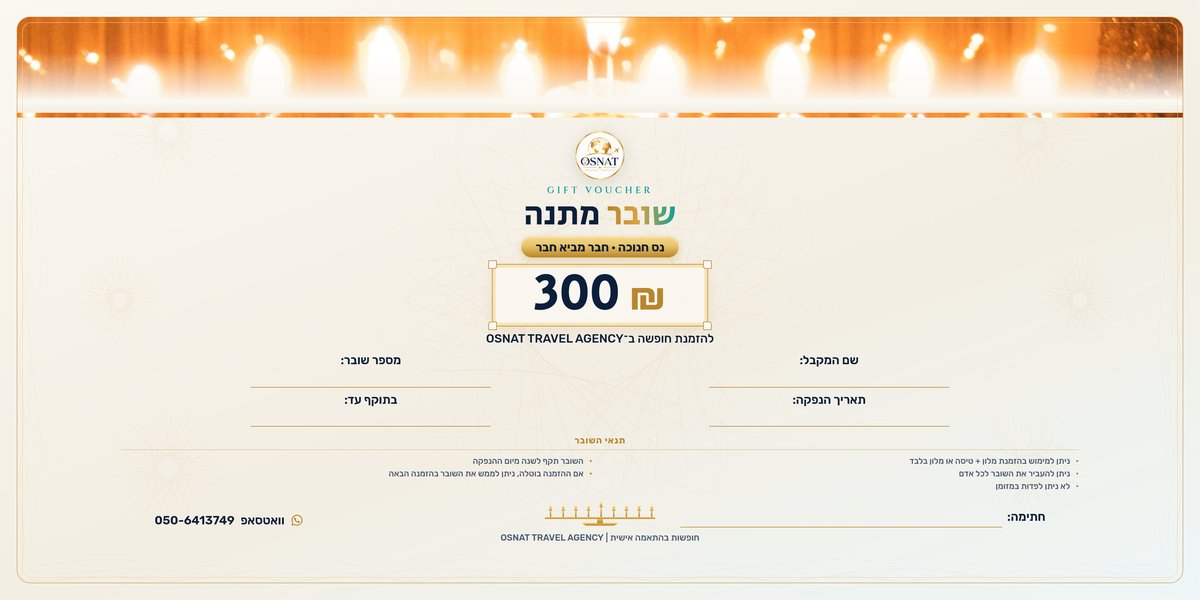 OSNAT
GIFT VOUCHER
שובר מתנה
נס חנוכה • חבר מביא חבר
300 ₪
להזמנת חופשה ב־OSNAT TRAVEL AGENCY
שם המקבל:
מספר שובר:
תאריך הנפקה:
בתוקף עד:
תנאי השובר
• ניתן למימוש בהזמנת מלון + טיסה או מלון בלבד
• ניתן להעביר את השובר לכל אדם
• לא ניתן לפדות במזומן
• השובר תקף לשנה מיום ההנפקה
• אם ההזמנה בוטלה, ניתן לממש את השובר בהזמנה הבאה
חתימה:
וואטסאפ 050-6413749
חופשות בהתאמה אישית | OSNAT TRAVEL AGENCY